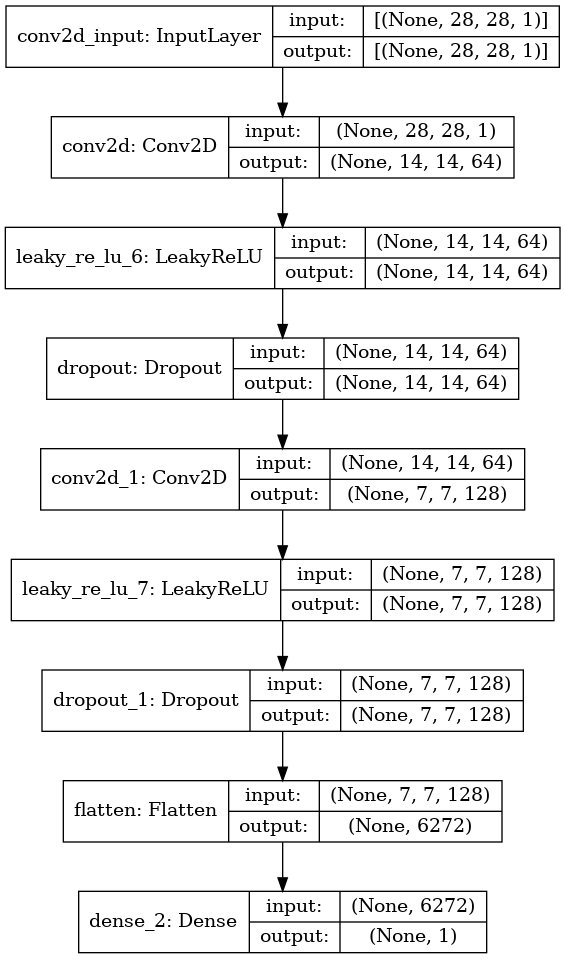 conv2d_input: InputLayer
input:
[(None, 28, 28, 1)]
output:
[(None, 28, 28, 1)]
conv2d: Conv2D
input:
(None, 28, 28, 1)
output:
(None, 14, 14, 64)
leaky_re_lu_6: LeakyReLU
input:
(None, 14, 14, 64)
output:
(None, 14, 14, 64)
dropout: Dropout
input:
(None, 14, 14, 64)
output:
(None, 14, 14, 64)
conv2d_1: Conv2D
input:
(None, 14, 14, 64)
output:
(None, 7, 7, 128)
leaky_re_lu_7: LeakyReLU
input:
(None, 7, 7, 128)
output:
(None, 7, 7, 128)
dropout_1: Dropout
input:
(None, 7, 7, 128)
output:
(None, 7, 7, 128)
flatten: Flatten
input:
(None, 7, 7, 128)
output:
(None, 6272)
dense_2: Dense
input:
(None, 6272)
output:
(None, 1)